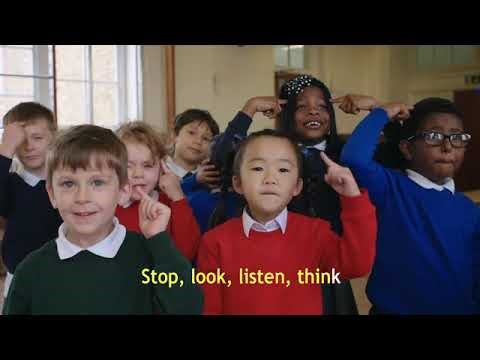 Stop, look, listen, think